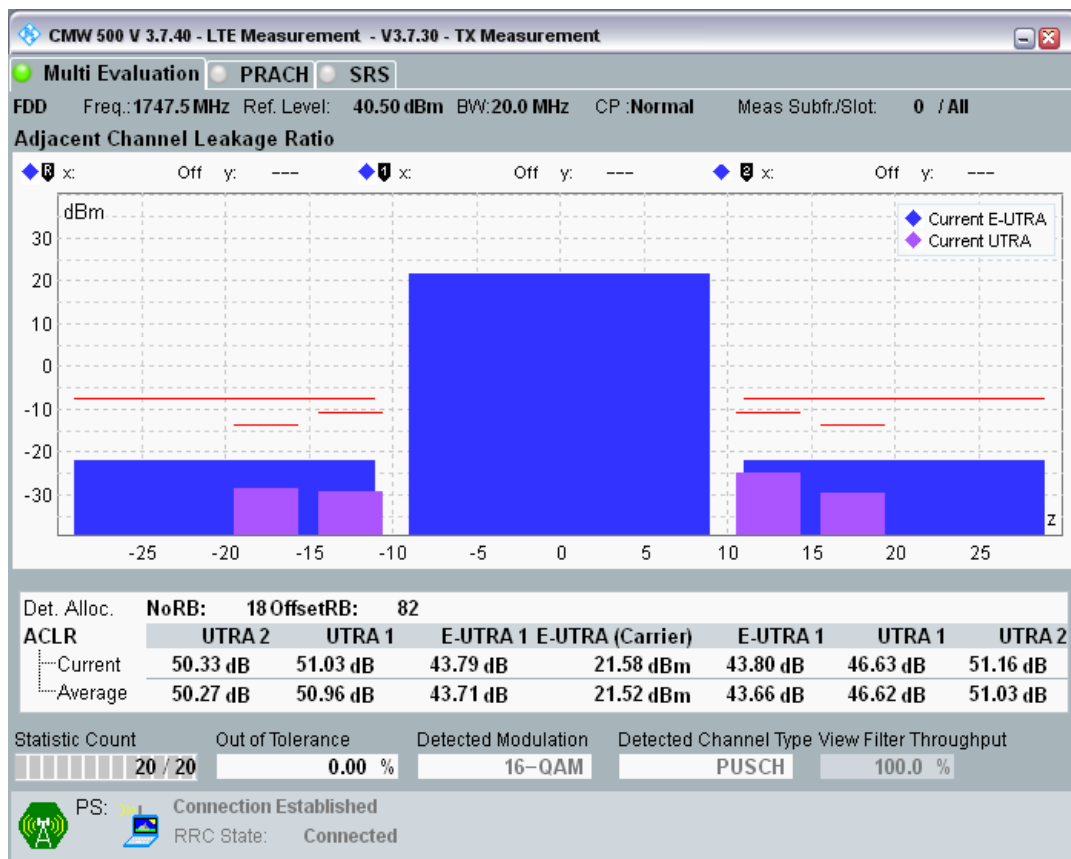 CMW 500 V 3.7.40 - LTE Measurement - V3.7.30 - TX Measurement
Multi Evaluation PRACH SRS
FDD Freq.:1747.5 MHz Ref. Level: 40.50 dBm BW:20.0 MHz CP :Normal Meas Subfr./Slot: 0 / All
Adjacent Channel Leakage Ratio
R x: Off y: --- 1 x: Off y: --- 2 x: Off y: ---
dBm
Current E-UTRA
Current UTRA
30
20
10
0
-10
-20
-30
z
-25 -20 -15 -10 -5 0 5 10 15 20 25
Det. Alloc. NoRB: 18 OffsetRB: 82
ACLR UTRA 2 UTRA 1 E-UTRA 1 E-UTRA (Carrier) E-UTRA 1 UTRA 1 UTRA 2
Current 50.33 dB 51.03 dB 43.79 dB 21.58 dBm 43.80 dB 46.63 dB 51.16 dB
Average 50.27 dB 50.96 dB 43.71 dB 21.52 dBm 43.66 dB 46.62 dB 51.03 dB
Statistic Count Out of Tolerance Detected Modulation Detected Channel Type View Filter Throughput
20 / 20 0.00 % 16-QAM PUSCH 100.0 %
PS: Connection Established
RRC State: Connected